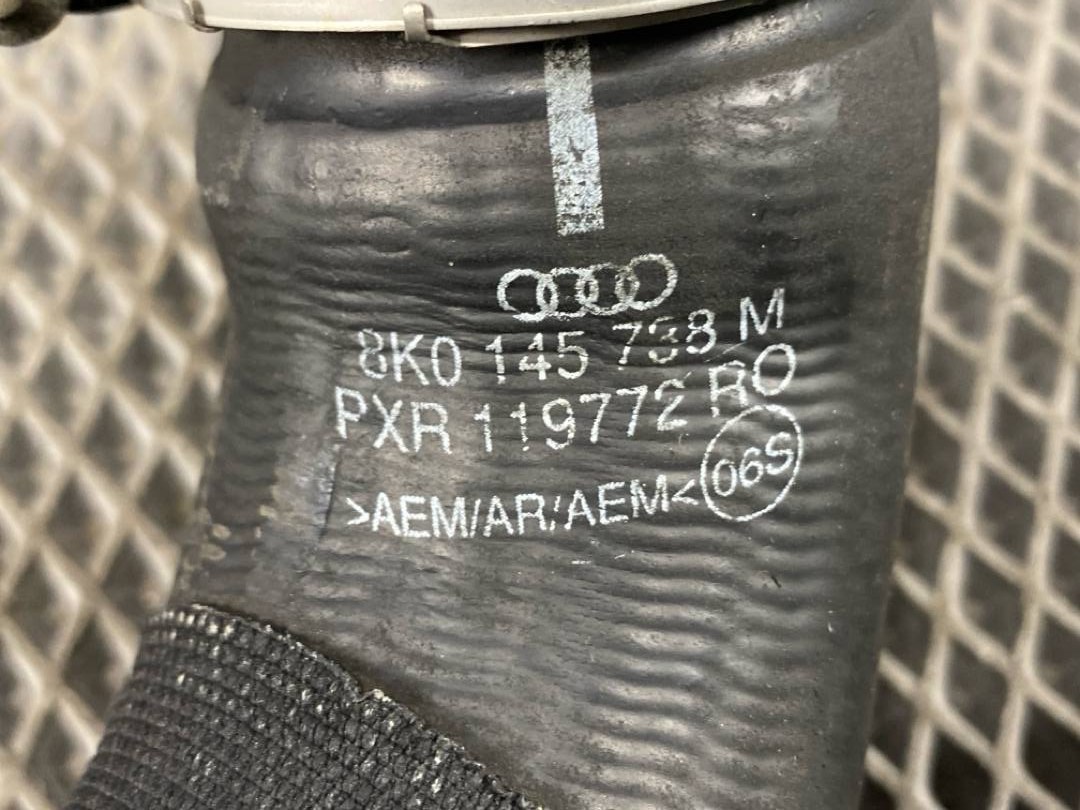 8K0 145 738 M
PXR 119772 RO
>AEM/AR/AEM<
06S